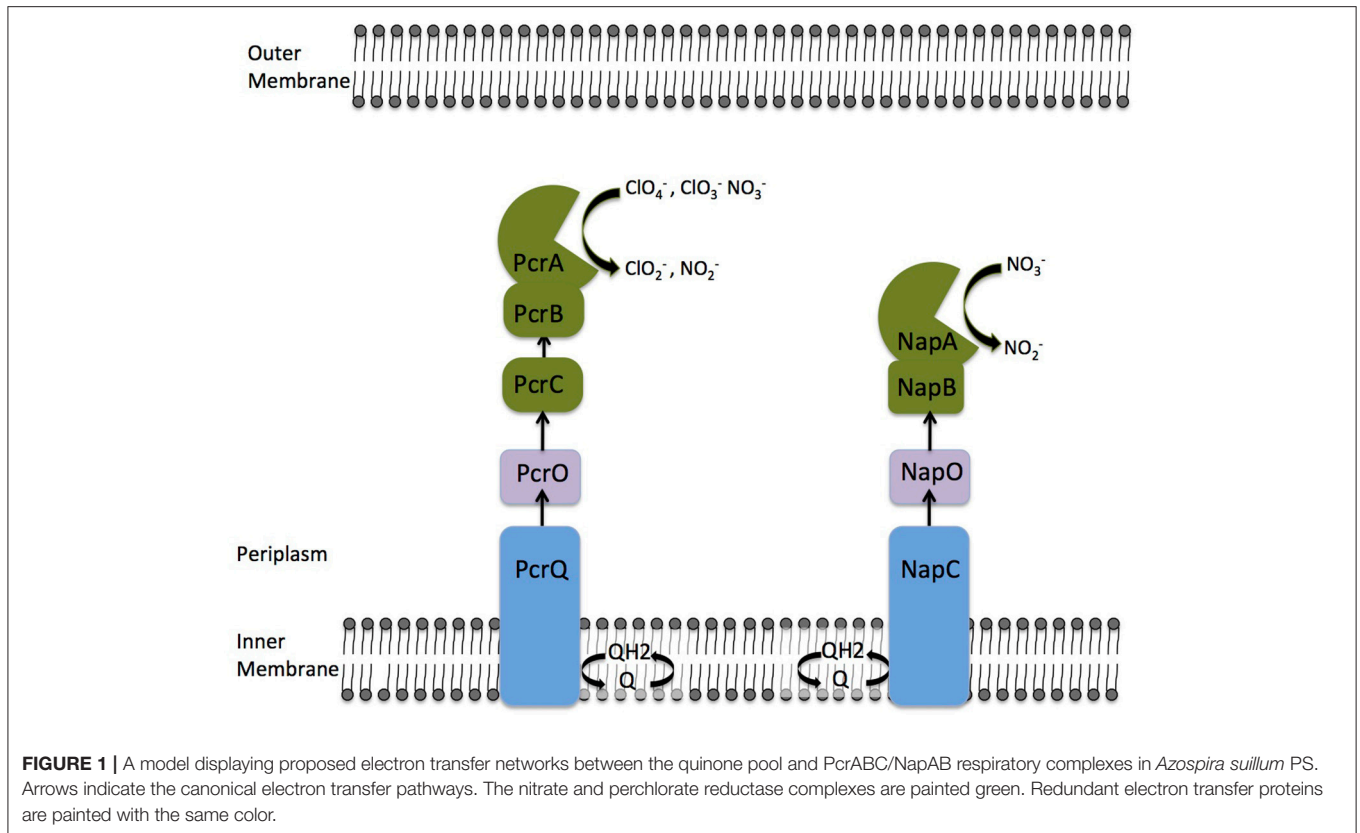 Outer
Membrane
ClO₄⁻, ClO₃⁻ NO₃⁻
PcrA
ClO₂⁻, NO₂⁻
PcrB
PcrC
PcrO
PcrQ
NO₃⁻
NapA
NO₂⁻
NapB
NapO
NapC
Periplasm
Inner
Membrane
QH2
Q
QH2
Q
FIGURE 1 | A model displaying proposed electron transfer networks between the quinone pool and PcrABC/NapAB respiratory complexes in Azospira suillum PS.
Arrows indicate the canonical electron transfer pathways. The nitrate and perchlorate reductase complexes are painted green. Redundant electron transfer proteins
are painted with the same color.